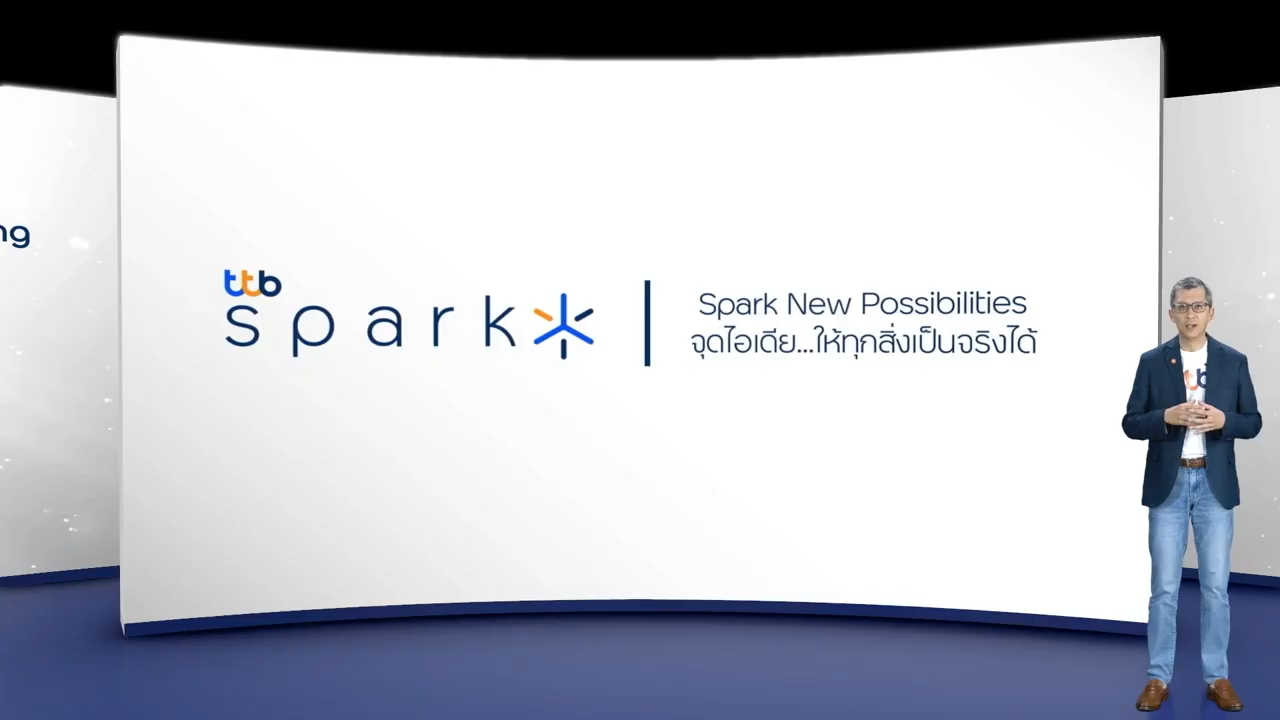 ng
ttb
spark
Spark New Possibilities
จุดไอเดีย...ให้ทุกสิ่งเป็นจริงได้